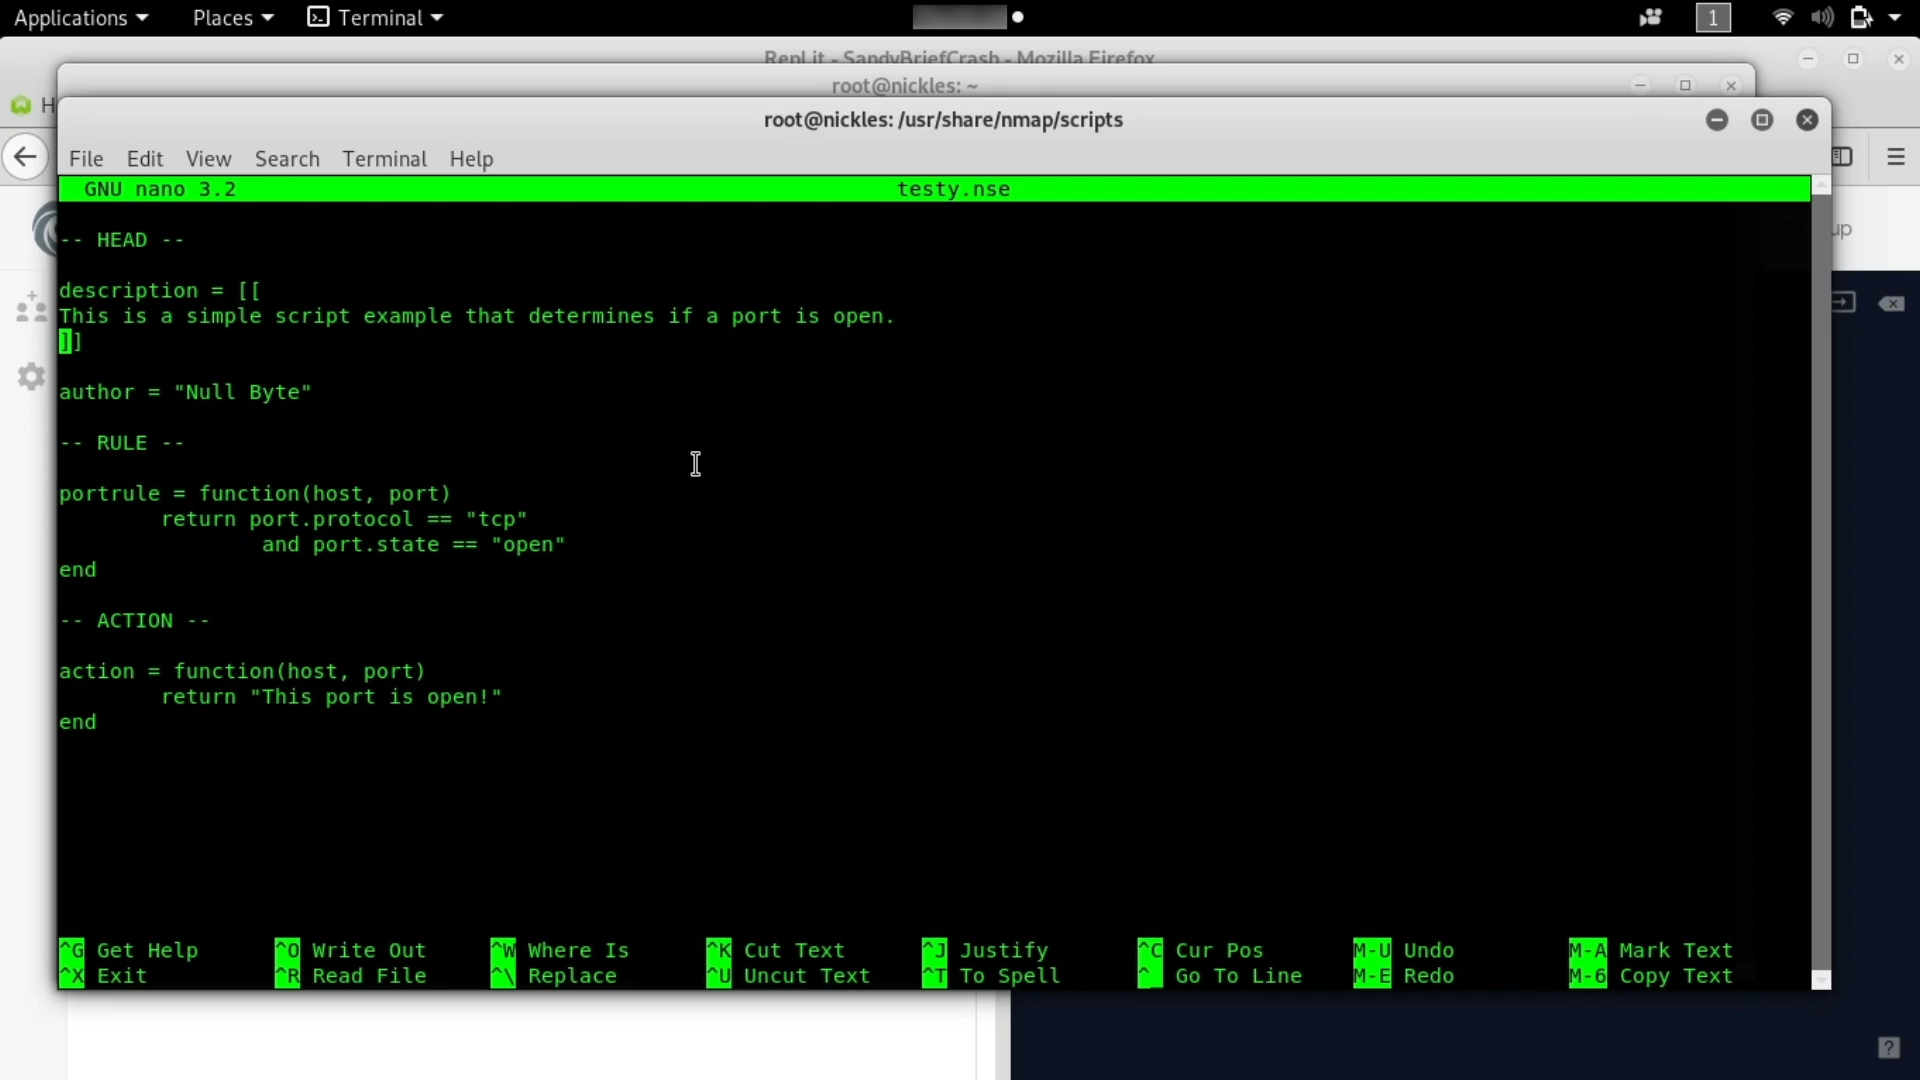 Applications Places Terminal 1
Repl.it - SandyBriefCrash - Mozilla Firefox
root@nickles: ~
H
root@nickles: /usr/share/nmap/scripts
File Edit View Search Terminal Help
GNU nano 3.2 testy.nse
-- HEAD --
up
description = [[
This is a simple script example that determines if a port is open.
]]
author = "Null Byte"
-- RULE --
portrule = function(host, port)
return port.protocol == "tcp"
and port.state == "open"
end
-- ACTION --
action = function(host, port)
return "This port is open!"
end
^G Get Help ^O Write Out ^W Where Is ^K Cut Text ^J Justify ^C Cur Pos M-U Undo M-A Mark Text
^X Exit ^R Read File ^\ Replace ^U Uncut Text ^T To Spell ^_ Go To Line M-E Redo M-6 Copy Text
?